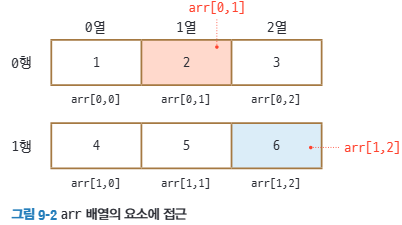 arr[0,1]
0열 1열 2열
0행 1 2 3
arr[0,0] arr[0,1] arr[0,2]
1행 4 5 6 arr[1,2]
arr[1,0] arr[1,1] arr[1,2]
그림 9-2 arr 배열의 요소에 접근